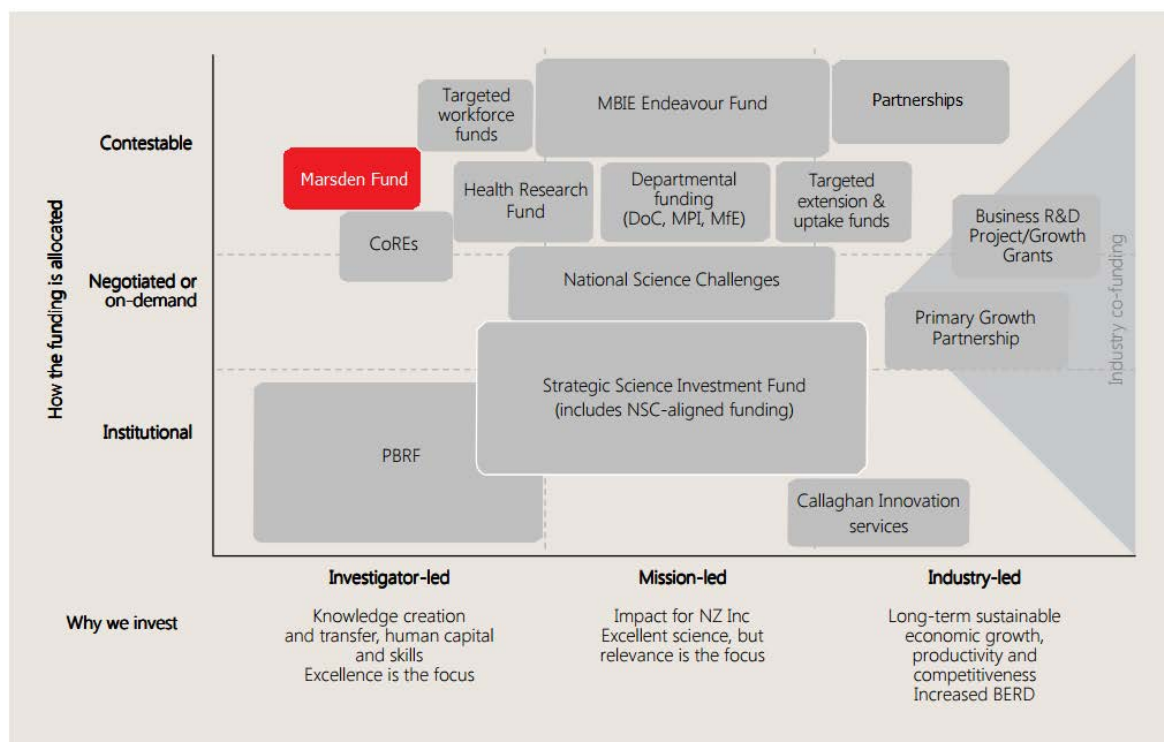 How the funding is allocated
Contestable
Negotiated or
on-demand
Institutional
Targeted
workforce
funds
MBIE Endeavour Fund
Partnerships
Marsden Fund
Health Research
Fund
Departmental
funding
(DoC, MPI, MfE)
Targeted
extension &
uptake funds
CoREs
Business R&D
Project/Growth
Grants
National Science Challenges
Primary Growth
Partnership
Industry co-funding
Strategic Science Investment Fund
(includes NSC-aligned funding)
PBRF
Callaghan Innovation
services
Why we invest
Investigator-led
Knowledge creation
and transfer, human capital
and skills
Excellence is the focus
Mission-led
Impact for NZ Inc
Excellent science, but
relevance is the focus
Industry-led
Long-term sustainable
economic growth,
productivity and
competitiveness
Increased BERD